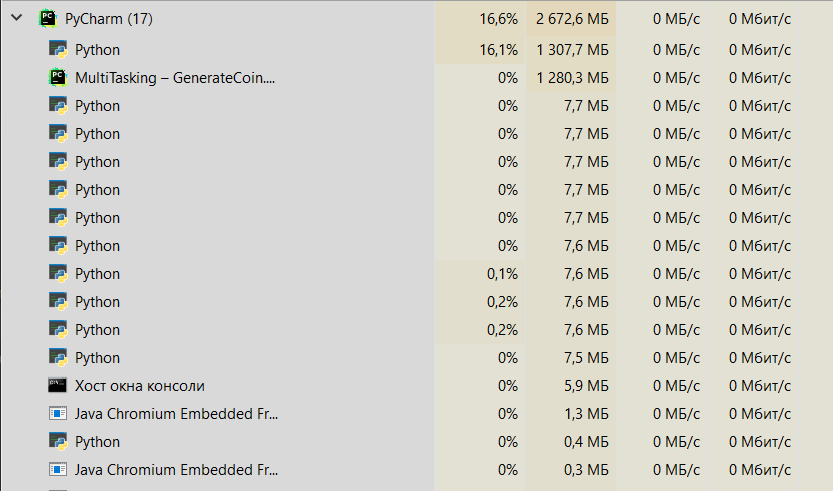 PyCharm (17) 16,6% 2 672,6 МБ 0 МБ/с 0 Мбит/с
Python 16,1% 1 307,7 МБ 0 МБ/с 0 Мбит/с
MultiTasking – GenerateCoin.... 0% 1 280,3 МБ 0 МБ/с 0 Мбит/с
Python 0% 7,7 МБ 0 МБ/с 0 Мбит/с
Python 0% 7,7 МБ 0 МБ/с 0 Мбит/с
Python 0% 7,7 МБ 0 МБ/с 0 Мбит/с
Python 0% 7,7 МБ 0 МБ/с 0 Мбит/с
Python 0% 7,7 МБ 0 МБ/с 0 Мбит/с
Python 0% 7,6 МБ 0 МБ/с 0 Мбит/с
Python 0,1% 7,6 МБ 0 МБ/с 0 Мбит/с
Python 0,2% 7,6 МБ 0 МБ/с 0 Мбит/с
Python 0,2% 7,6 МБ 0 МБ/с 0 Мбит/с
Python 0% 7,5 МБ 0 МБ/с 0 Мбит/с
Хост окна консоли 0% 5,9 МБ 0 МБ/с 0 Мбит/с
Java Chromium Embedded Fr... 0% 1,3 МБ 0 МБ/с 0 Мбит/с
Python 0% 0,4 МБ 0 МБ/с 0 Мбит/с
Java Chromium Embedded Fr... 0% 0,3 МБ 0 МБ/с 0 Мбит/с